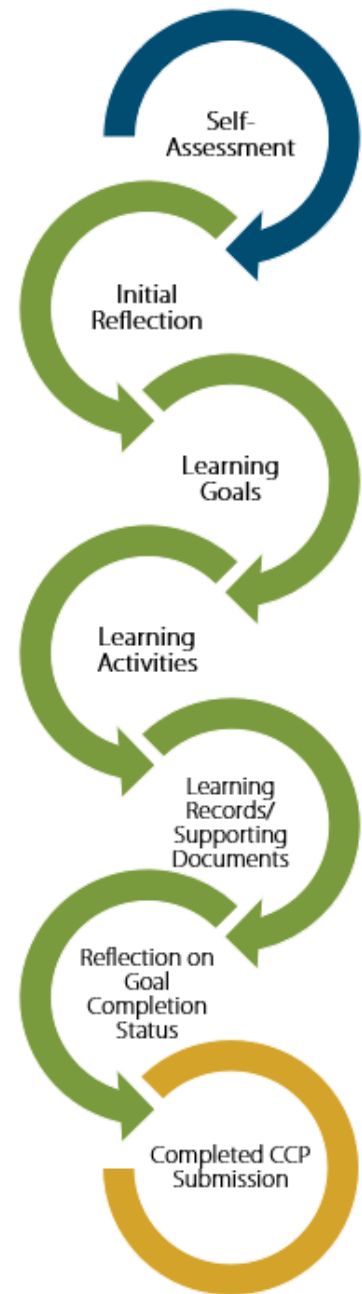 Self-
Assessment
Initial
Reflection
Learning
Goals
Learning
Activities
Learning
Records/
Supporting
Documents
Reflection on
Goal
Completion
Status
Completed CCP
Submission